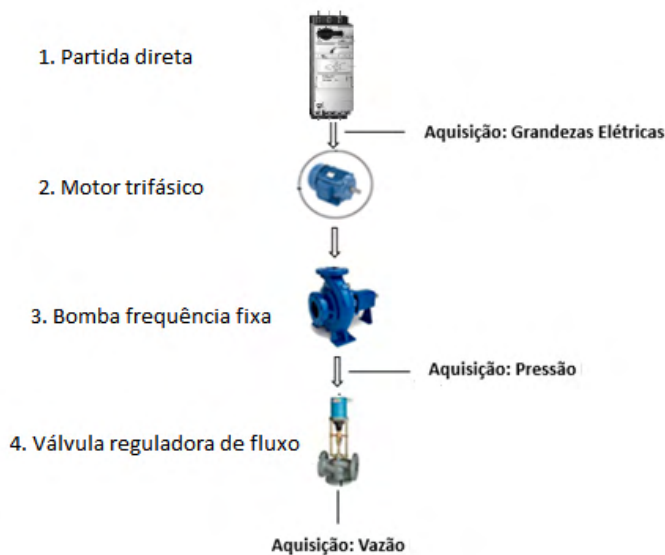 1. Partida direta
Aquisição: Grandezas Elétricas
2. Motor trifásico
3. Bomba frequência fixa
Aquisição: Pressão
4. Válvula reguladora de fluxo
Aquisição: Vazão